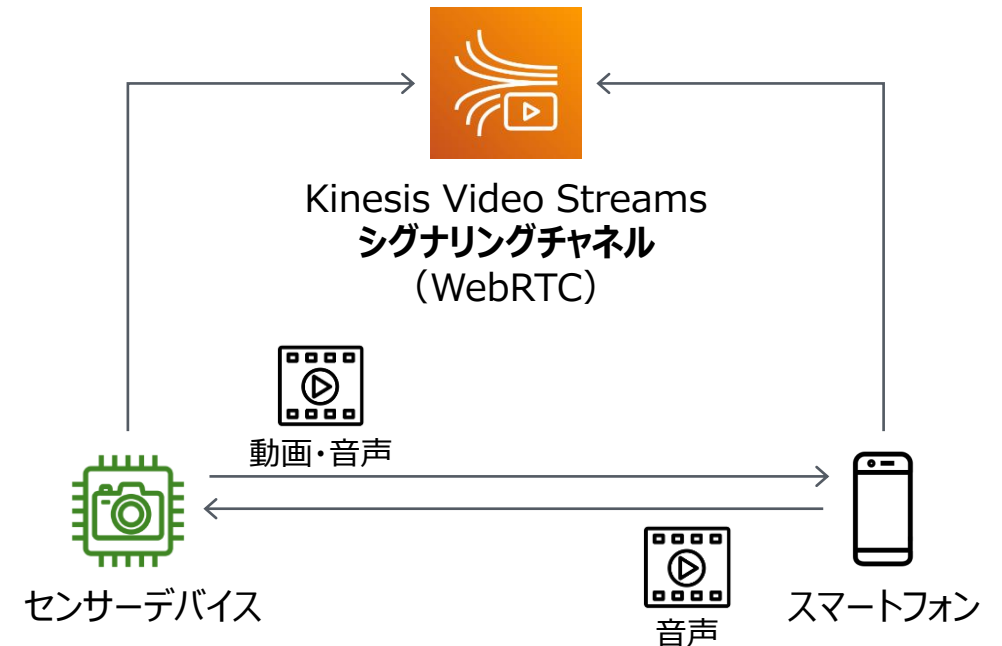 Kinesis Video Streams
シグナリングチャネル
（WebRTC）
動画・音声
センサーデバイス
スマートフォン
音声